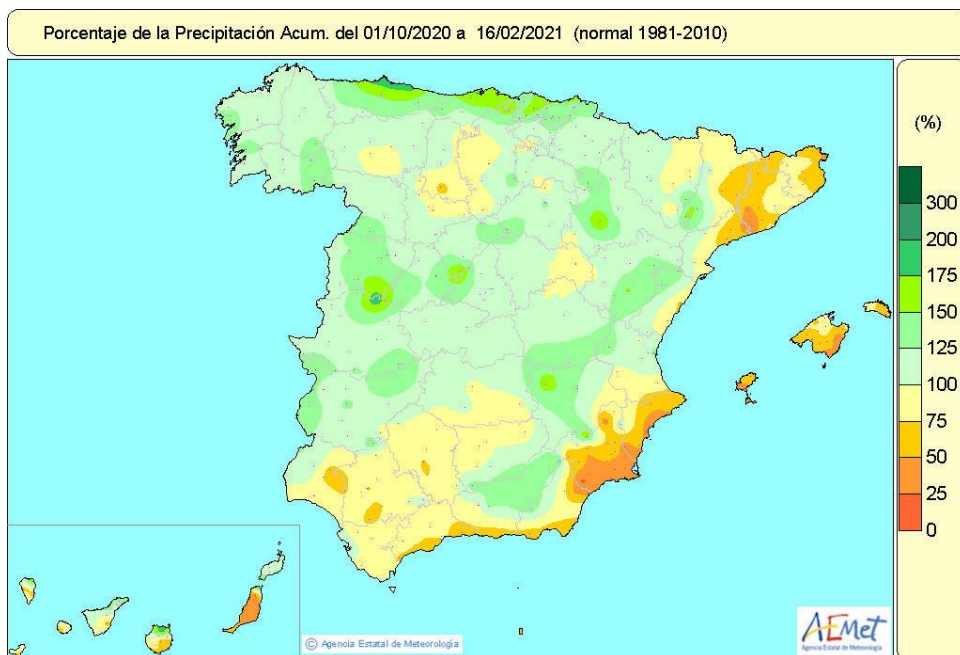 Porcentaje de la Precipitación Acum. del 01/10/2020 a 16/02/2021 (normal 1981-2010)
(%)
300
200
175
150
125
100
75
50
25
0
© Agencia Estatal de Meteorología
AEMet
Agencia Estatal de Meteorología